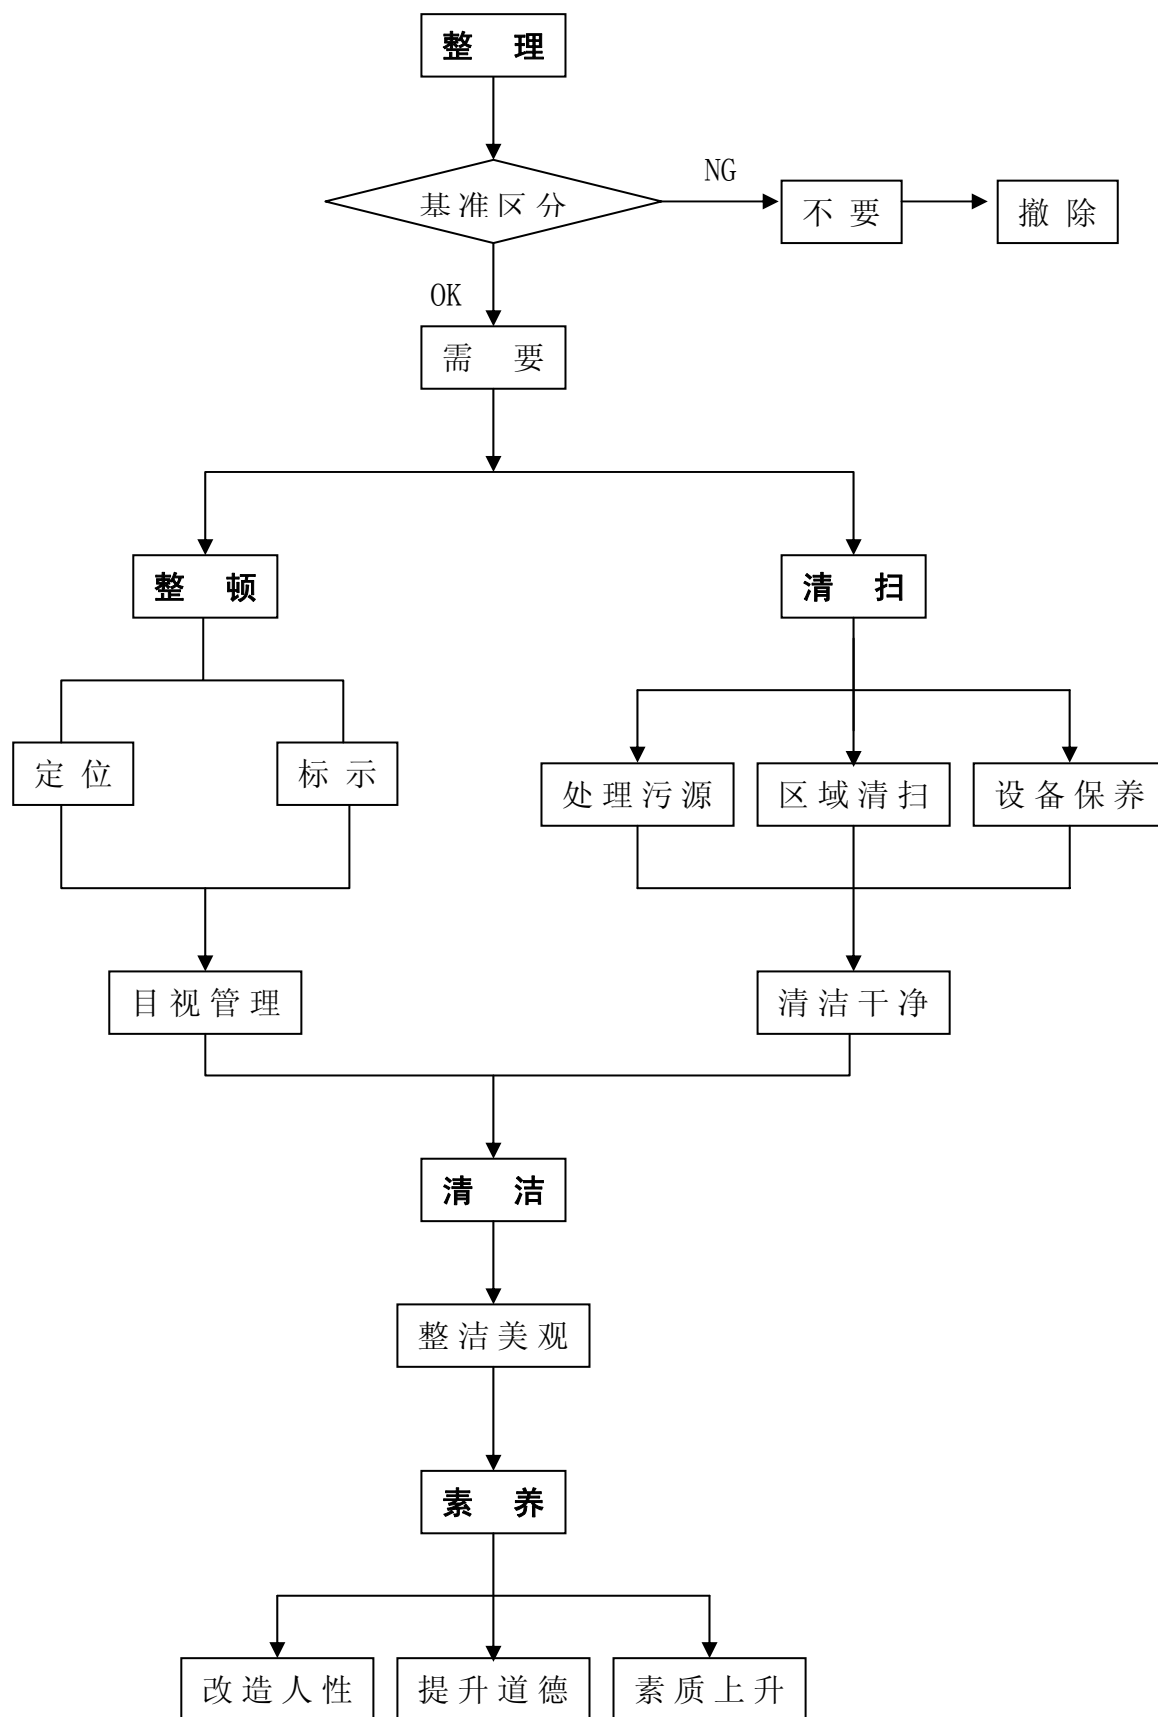 整 理
NG
基准区分
不 要
撤 除
OK
需 要
整 顿
清 扫
定 位
标 示
处理污源
区域清扫
设备保养
目视管理
清洁干净
清 洁
整洁美观
素 养
改造人性
提升道德
素质上升